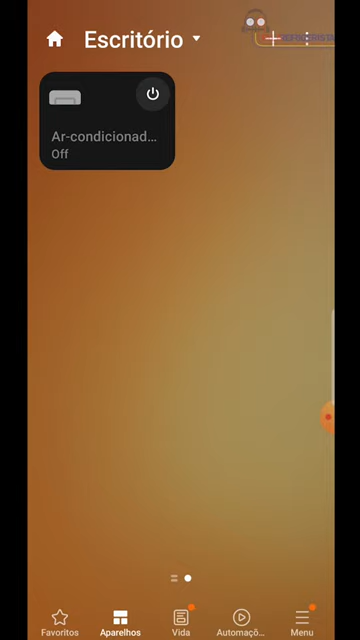 Escritório
Ar-condicionad...
Off
Favoritos
Aparelhos
Vida
Automaçõ...
Menu